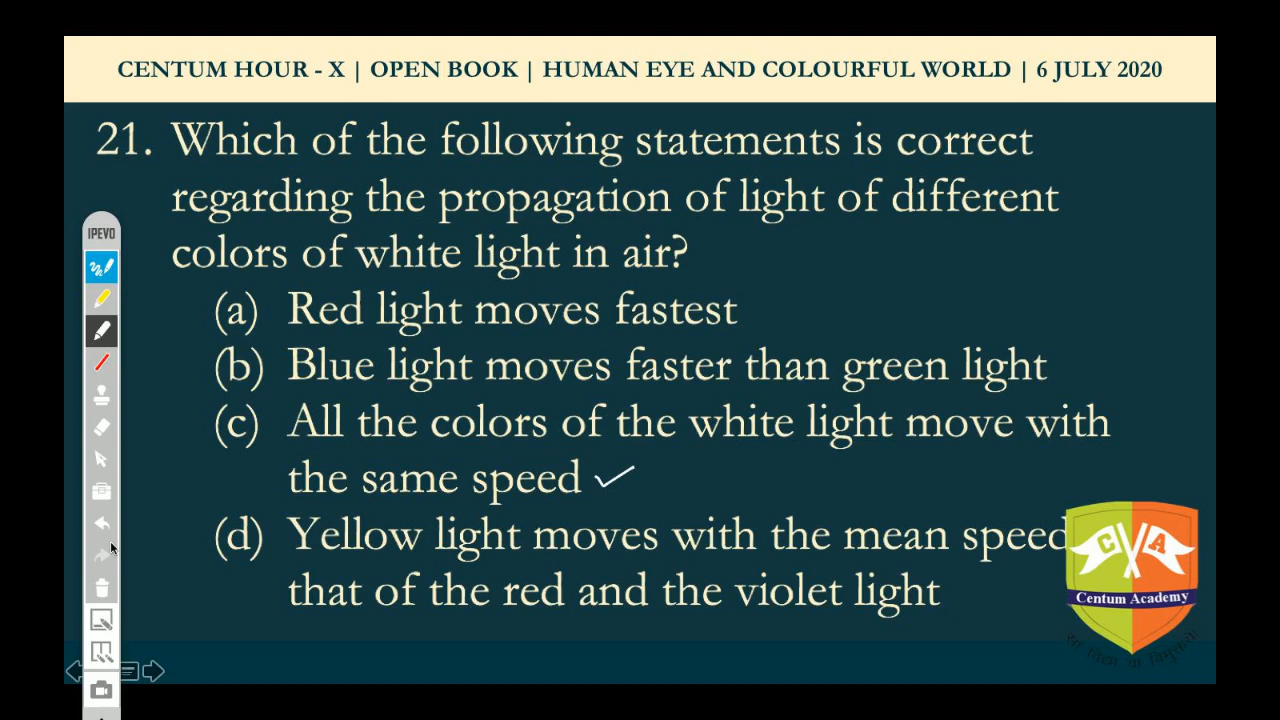 CENTUM HOUR - X | OPEN BOOK | HUMAN EYE AND COLOURFUL WORLD | 6 JULY 2020
21. Which of the following statements is correct
regarding the propagation of light of different
colors of white light in air?
(a) Red light moves fastest
(b) Blue light moves faster than green light
(c) All the colors of the white light move with
the same speed
(d) Yellow light moves with the mean speed
that of the red and the violet light
IPEVO
C A
Centum Academy
सा विद्या या विमुक्तये